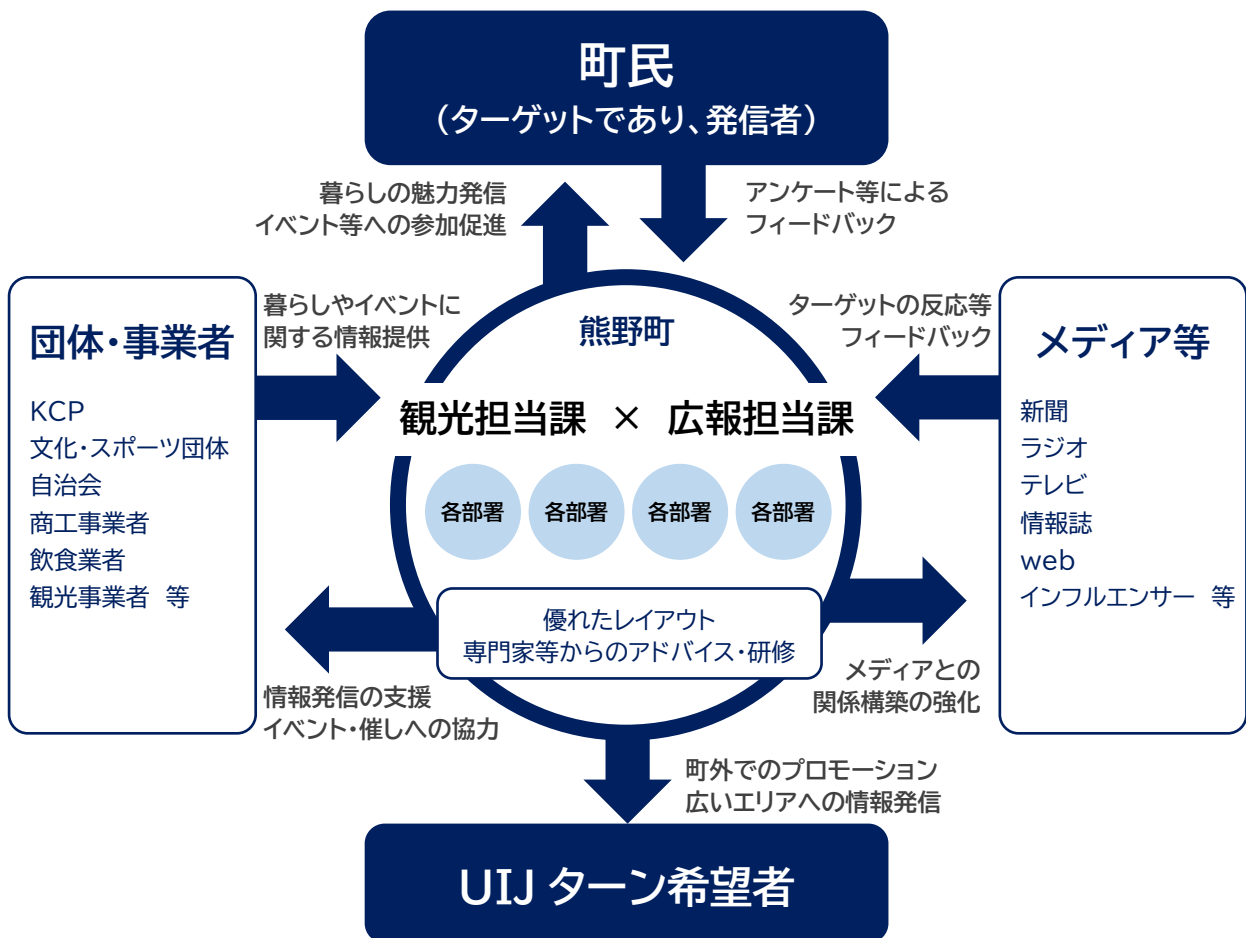 町民
(ターゲットであり、発信者)
暮らしの魅力発信
イベント等への参加促進
アンケート等による
フィードバック
団体・事業者
KCP
文化・スポーツ団体
自治会
商工事業者
飲食業者
観光事業者 等
暮らしやイベントに
関する情報提供
熊野町
観光担当課 × 広報担当課
各部署 各部署 各部署 各部署
優れたレイアウト
専門家等からのアドバイス・研修
ターゲットの反応等
フィードバック
メディア等
新聞
ラジオ
テレビ
情報誌
web
インフルエンサー 等
情報発信の支援
イベント・催しへの協力
メディアとの
関係構築の強化
町外でのプロモーション
広いエリアへの情報発信
UIJ ターン希望者